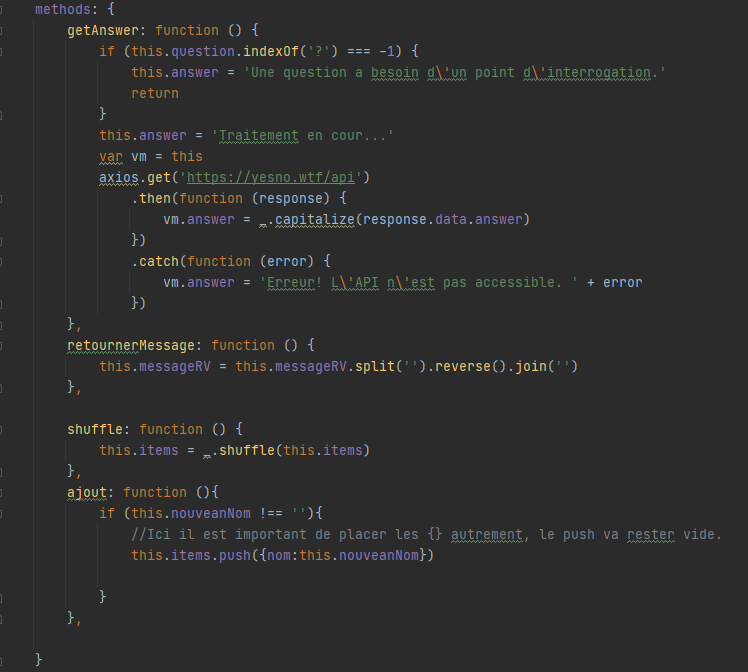 methods: {
getAnswer: function () {
if (this.question.indexOf('?') === -1) {
this.answer = 'Une question a besoin d\'un point d\'interrogation.'
return
}
this.answer = 'Traitement en cour...'
var vm = this
axios.get('https://yesno.wtf/api')
.then(function (response) {
vm.answer = _.capitalize(response.data.answer)
})
.catch(function (error) {
vm.answer = 'Erreur! L\'API n\'est pas accessible. ' + error
})
},
retournerMessage: function () {
this.messageRV = this.messageRV.split('').reverse().join('')
},
shuffle: function () {
this.items = _.shuffle(this.items)
},
ajout: function (){
if (this.nouveanNom !== ''){
//Ici il est important de placer les {} autrement, le push va rester vide.
this.items.push({nom:this.nouveanNom})
}
},
}